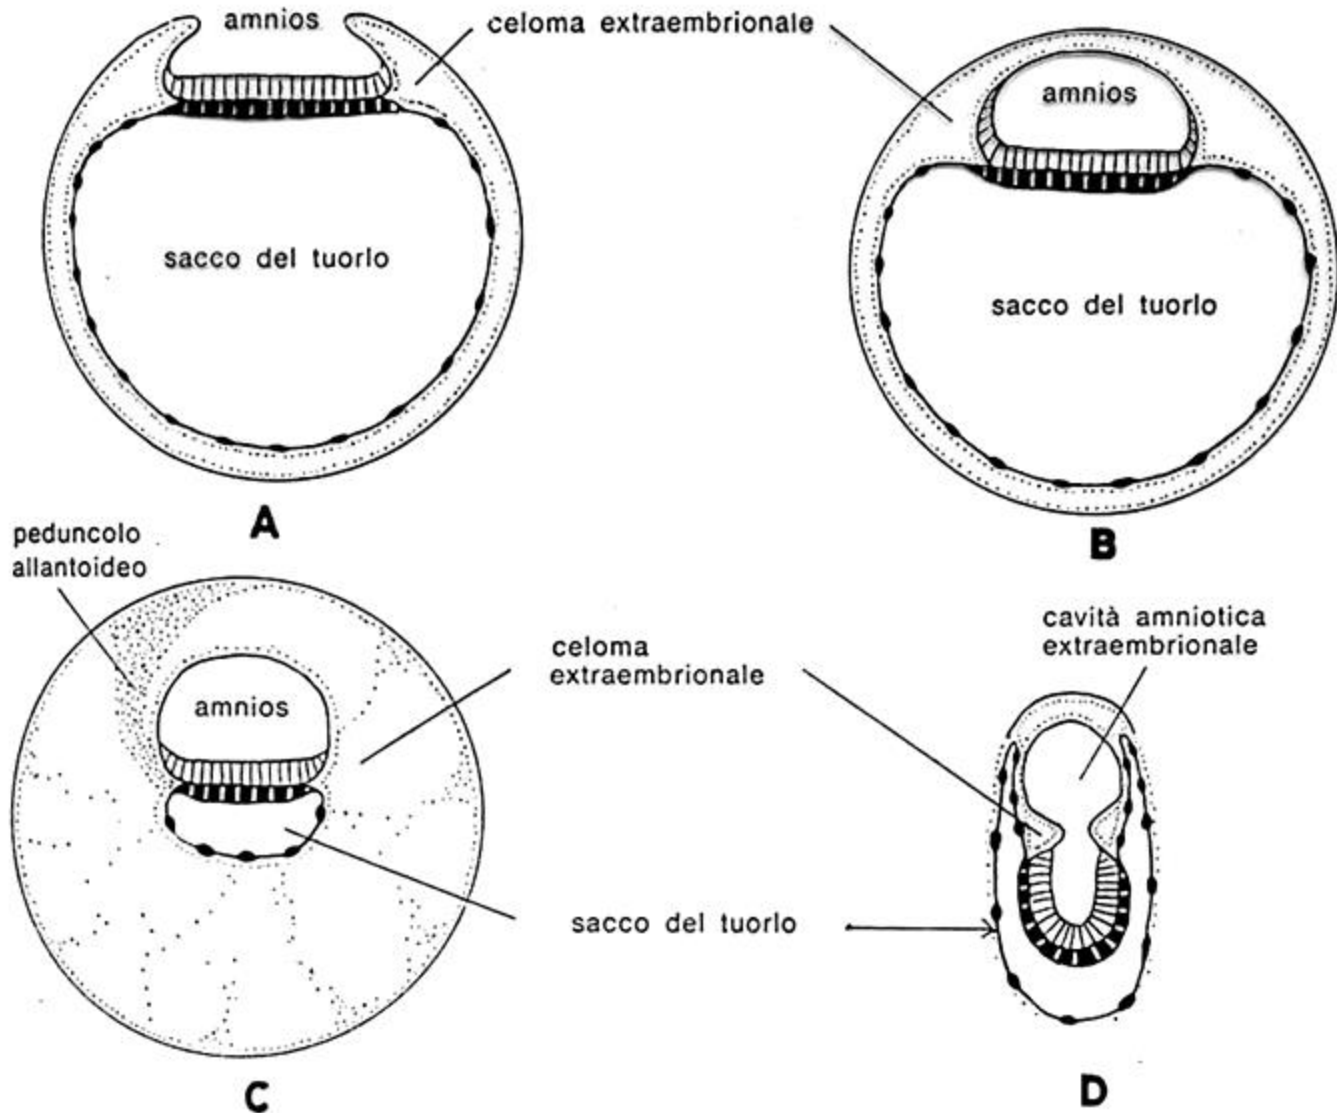 amnios
celoma extraembrionale
amnios
sacco del tuorlo
sacco del tuorlo
A
B
peduncolo
allantoideo
cavità amniotica
extraembrionale
celoma
extraembrionale
amnios
sacco del tuorlo
C
D